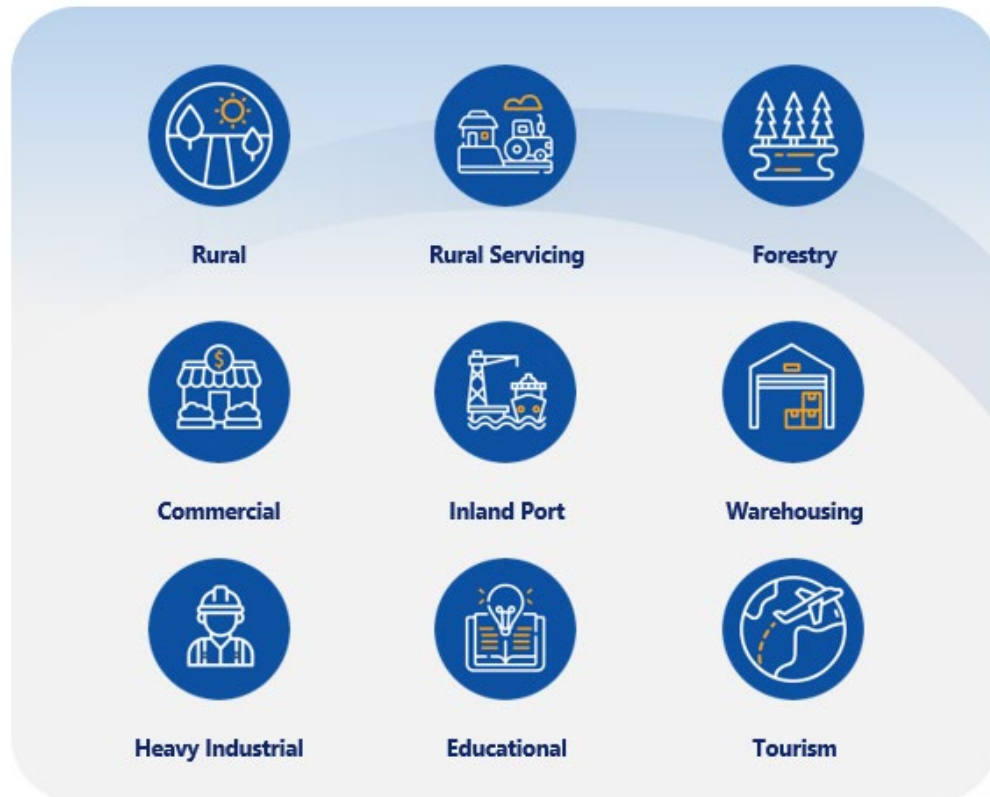 Rural
Rural Servicing
Forestry
$
Commercial
Inland Port
Warehousing
Heavy Industrial
Educational
Tourism